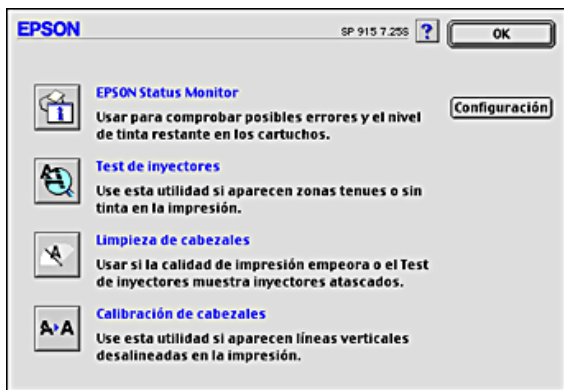 EPSON
SP 915 7.25S
?
OK
EPSON Status Monitor
Usar para comprobar posibles errores y el nivel
de tinta restante en los cartuchos.
Configuración
Test de inyectores
Use esta utilidad si aparecen zonas tenues o sin
tinta en la impresión.
Limpieza de cabezales
Usar si la calidad de impresión empeora o el Test
de inyectores muestra inyectores atascados.
Calibración de cabezales
A›A
Use esta utilidad si aparecen líneas verticales
desalineadas en la impresión.